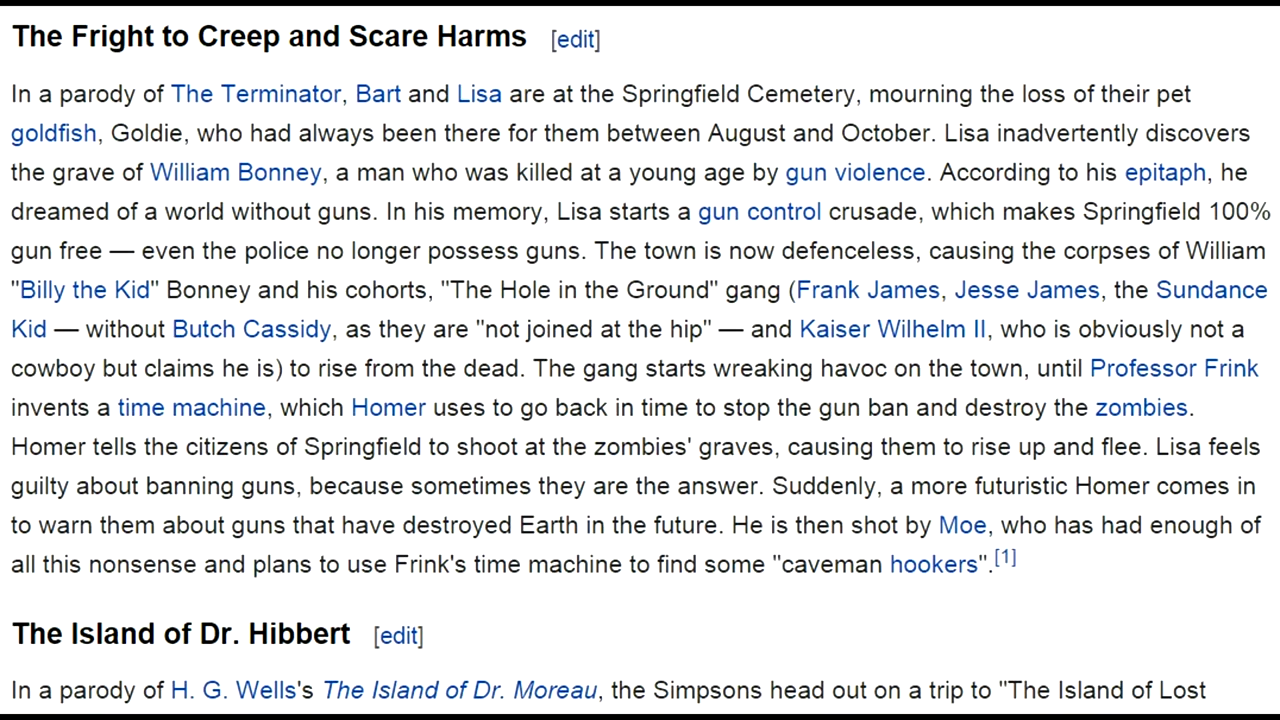 The Fright to Creep and Scare Harms [edit]
In a parody of The Terminator, Bart and Lisa are at the Springfield Cemetery, mourning the loss of their pet
goldfish, Goldie, who had always been there for them between August and October. Lisa inadvertently discovers
the grave of William Bonney, a man who was killed at a young age by gun violence. According to his epitaph, he
dreamed of a world without guns. In his memory, Lisa starts a gun control crusade, which makes Springfield 100%
gun free — even the police no longer possess guns. The town is now defenceless, causing the corpses of William
"Billy the Kid" Bonney and his cohorts, "The Hole in the Ground" gang (Frank James, Jesse James, the Sundance
Kid — without Butch Cassidy, as they are "not joined at the hip" — and Kaiser Wilhelm II, who is obviously not a
cowboy but claims he is) to rise from the dead. The gang starts wreaking havoc on the town, until Professor Frink
invents a time machine, which Homer uses to go back in time to stop the gun ban and destroy the zombies.
Homer tells the citizens of Springfield to shoot at the zombies' graves, causing them to rise up and flee. Lisa feels
guilty about banning guns, because sometimes they are the answer. Suddenly, a more futuristic Homer comes in
to warn them about guns that have destroyed Earth in the future. He is then shot by Moe, who has had enough of
all this nonsense and plans to use Frink's time machine to find some "caveman hookers".[1]
The Island of Dr. Hibbert [edit]
In a parody of H. G. Wells's The Island of Dr. Moreau, the Simpsons head out on a trip to "The Island of Lost